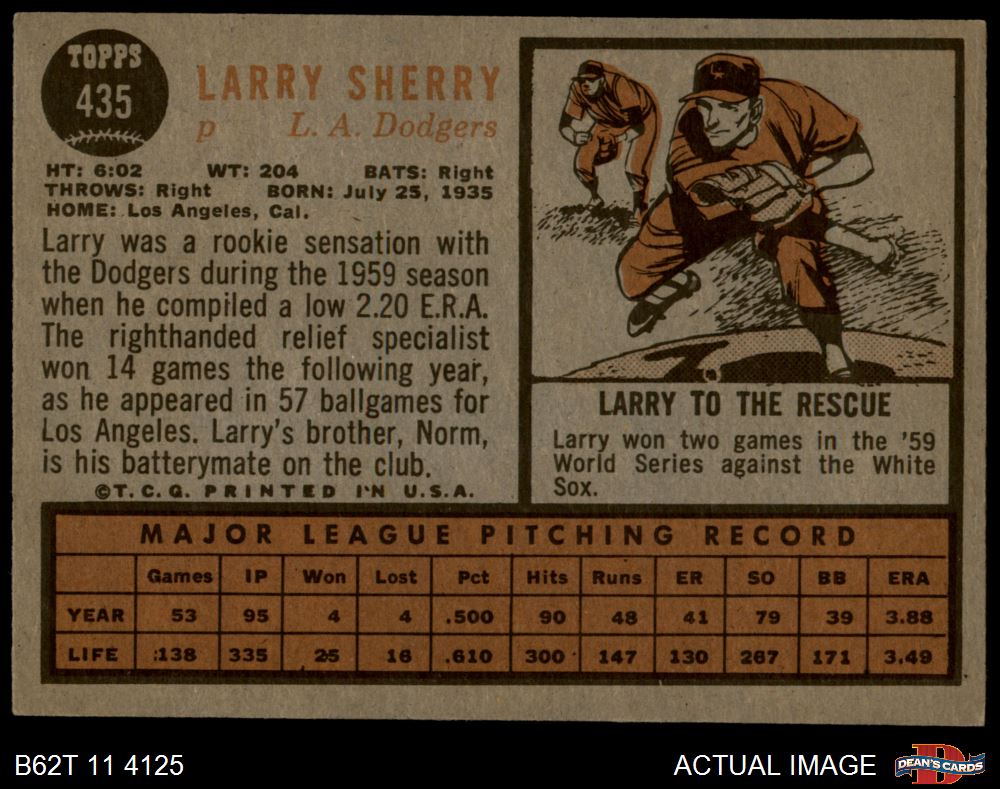 TOPPS
435
LARRY SHERRY
p L. A. Dodgers
HT: 6:02 WT: 204 BATS: Right
THROWS: Right BORN: July 25, 1935
HOME: Los Angeles, Cal.
Larry was a rookie sensation with
the Dodgers during the 1959 season
when he compiled a low 2.20 E.R.A.
The righthanded relief specialist
won 14 games the following year,
as he appeared in 57 ballgames for
Los Angeles. Larry's brother, Norm,
is his batterymate on the club.
©T. C. G. PRINTED IN U.S.A.
LARRY TO THE RESCUE
Larry won two games in the '59
World Series against the White
Sox.
MAJOR LEAGUE PITCHING RECORD
Games IP Won Lost Pct Hits Runs ER SO BB ERA
YEAR 53 95 4 4 .500 90 48 41 79 39 3.88
LIFE 138 335 25 16 .610 300 147 130 267 171 3.49
B62T 11 4125
ACTUAL IMAGE
D
DEAN'S CARDS